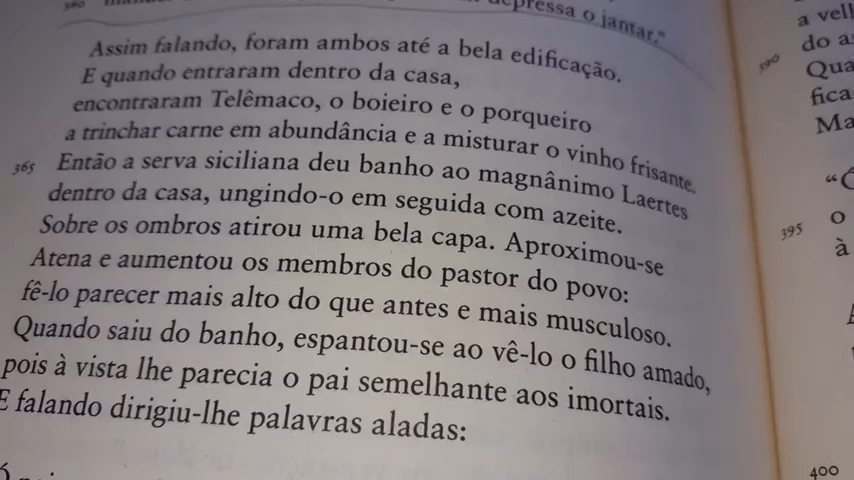 360
depressa o jantar."
Assim falando, foram ambos até a bela edificação.
E quando entraram dentro da casa,
encontraram Telêmaco, o boieiro e o porqueiro
a trinchar carne em abundância e a misturar o vinho frisante.
365 Então a serva siciliana deu banho ao magnânimo Laertes
dentro da casa, ungindo-o em seguida com azeite.
Sobre os ombros atirou uma bela capa. Aproximou-se
Atena e aumentou os membros do pastor do povo:
fê-lo parecer mais alto do que antes e mais musculoso.
Quando saiu do banho, espantou-se ao vê-lo o filho amado,
pois à vista lhe parecia o pai semelhante aos imortais.
E falando dirigiu-lhe palavras aladas:
a
do
390
fica
395 o
à
400